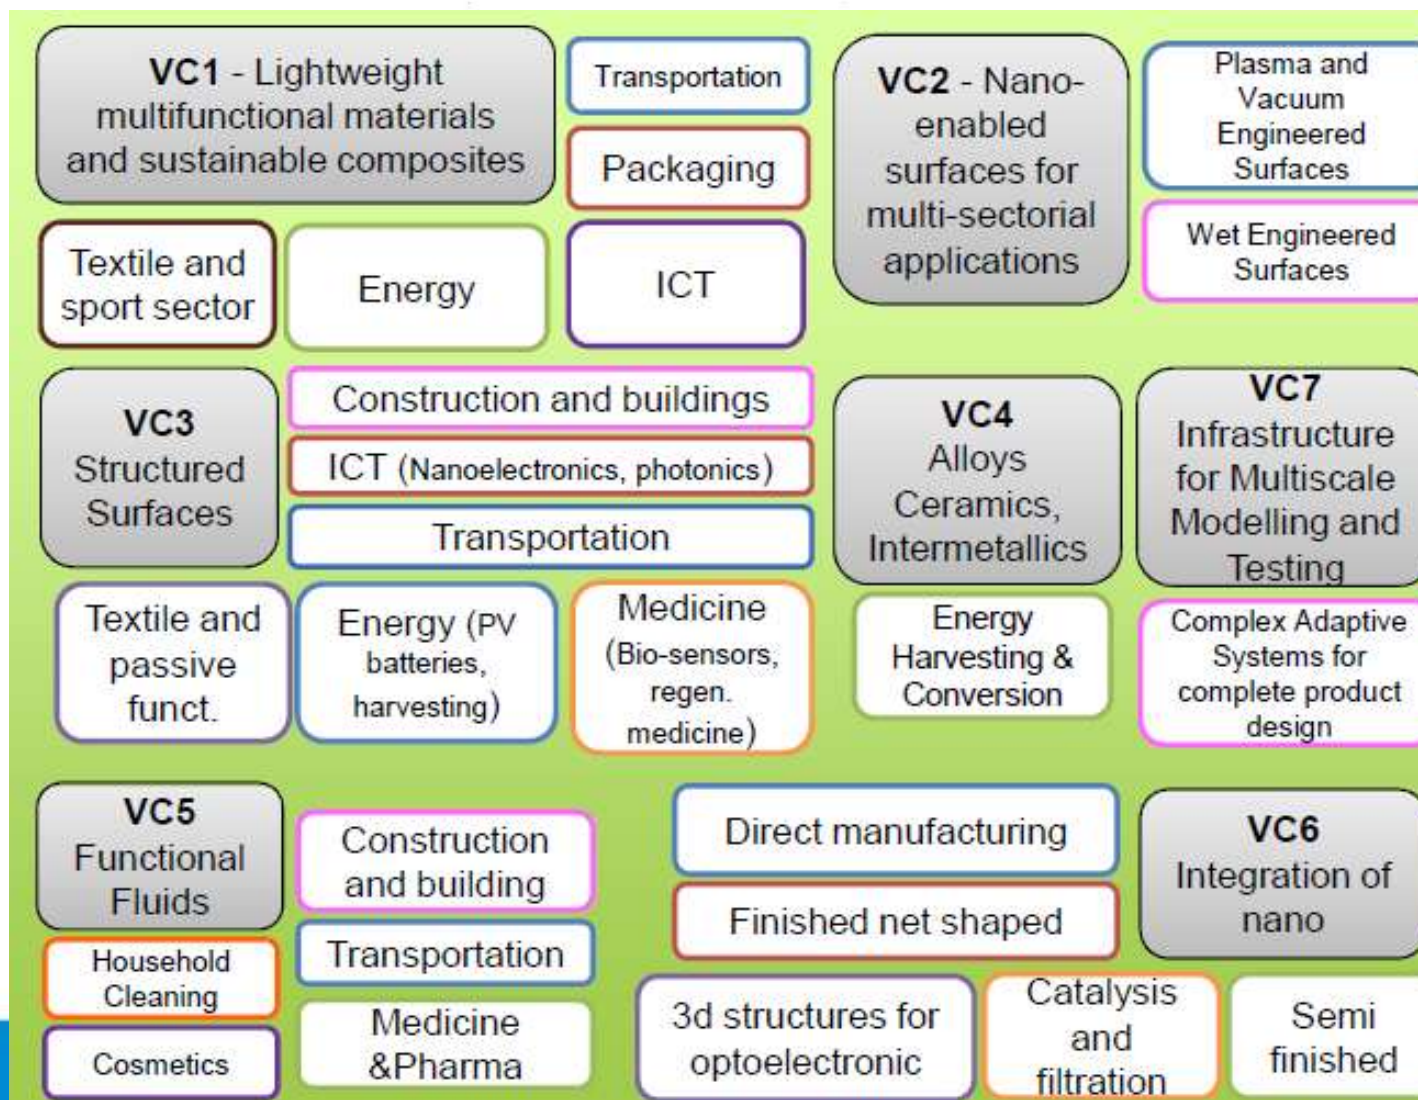 VC1 - Lightweight
multifunctional materials
and sustainable composites
Transportation
Packaging
Textile and
sport sector
Energy
ICT
VC2 - Nano-
enabled
surfaces for
multi-sectorial
applications
Plasma and
Vacuum
Engineered
Surfaces
Wet Engineered
Surfaces
VC3
Structured
Surfaces
Construction and buildings
ICT (Nanoelectronics, photonics)
Transportation
Textile and
passive
funct.
Energy (PV
batteries,
harvesting)
Medicine
(Bio-sensors,
regen.
medicine)
VC4
Alloys
Ceramics,
Intermetallics
Energy
Harvesting &
Conversion
VC7
Infrastructure
for Multiscale
Modelling and
Testing
Complex Adaptive
Systems for
complete product
design
VC5
Functional
Fluids
Construction
and building
Household
Cleaning
Transportation
Cosmetics
Medicine
&Pharma
Direct manufacturing
Finished net shaped
VC6
Integration of
nano
3d structures for
optoelectronic
Catalysis
and
filtration
Semi
finished